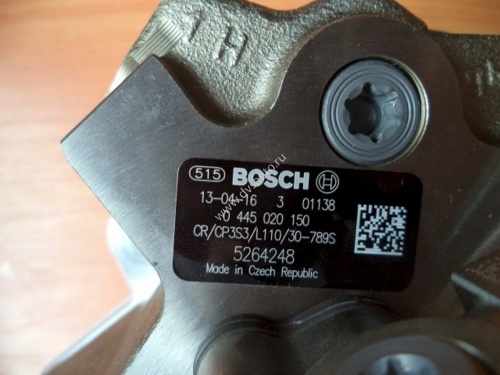 1H
515 BOSCH
13-04-16 3 01138
0 445 020 150
CR/CP3S3/L110/30-789S
5264248
Made in Czech Republic